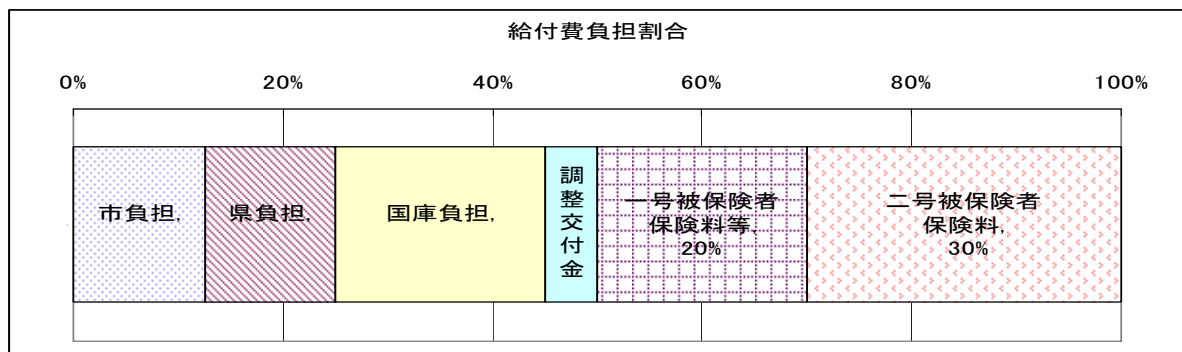 給付費負担割合
0% 20% 40% 60% 80% 100%
市負担,
県負担,
国庫負担,
調整交付金
一号被保険者
保険料等,
20%
二号被保険者
保険料,
30%